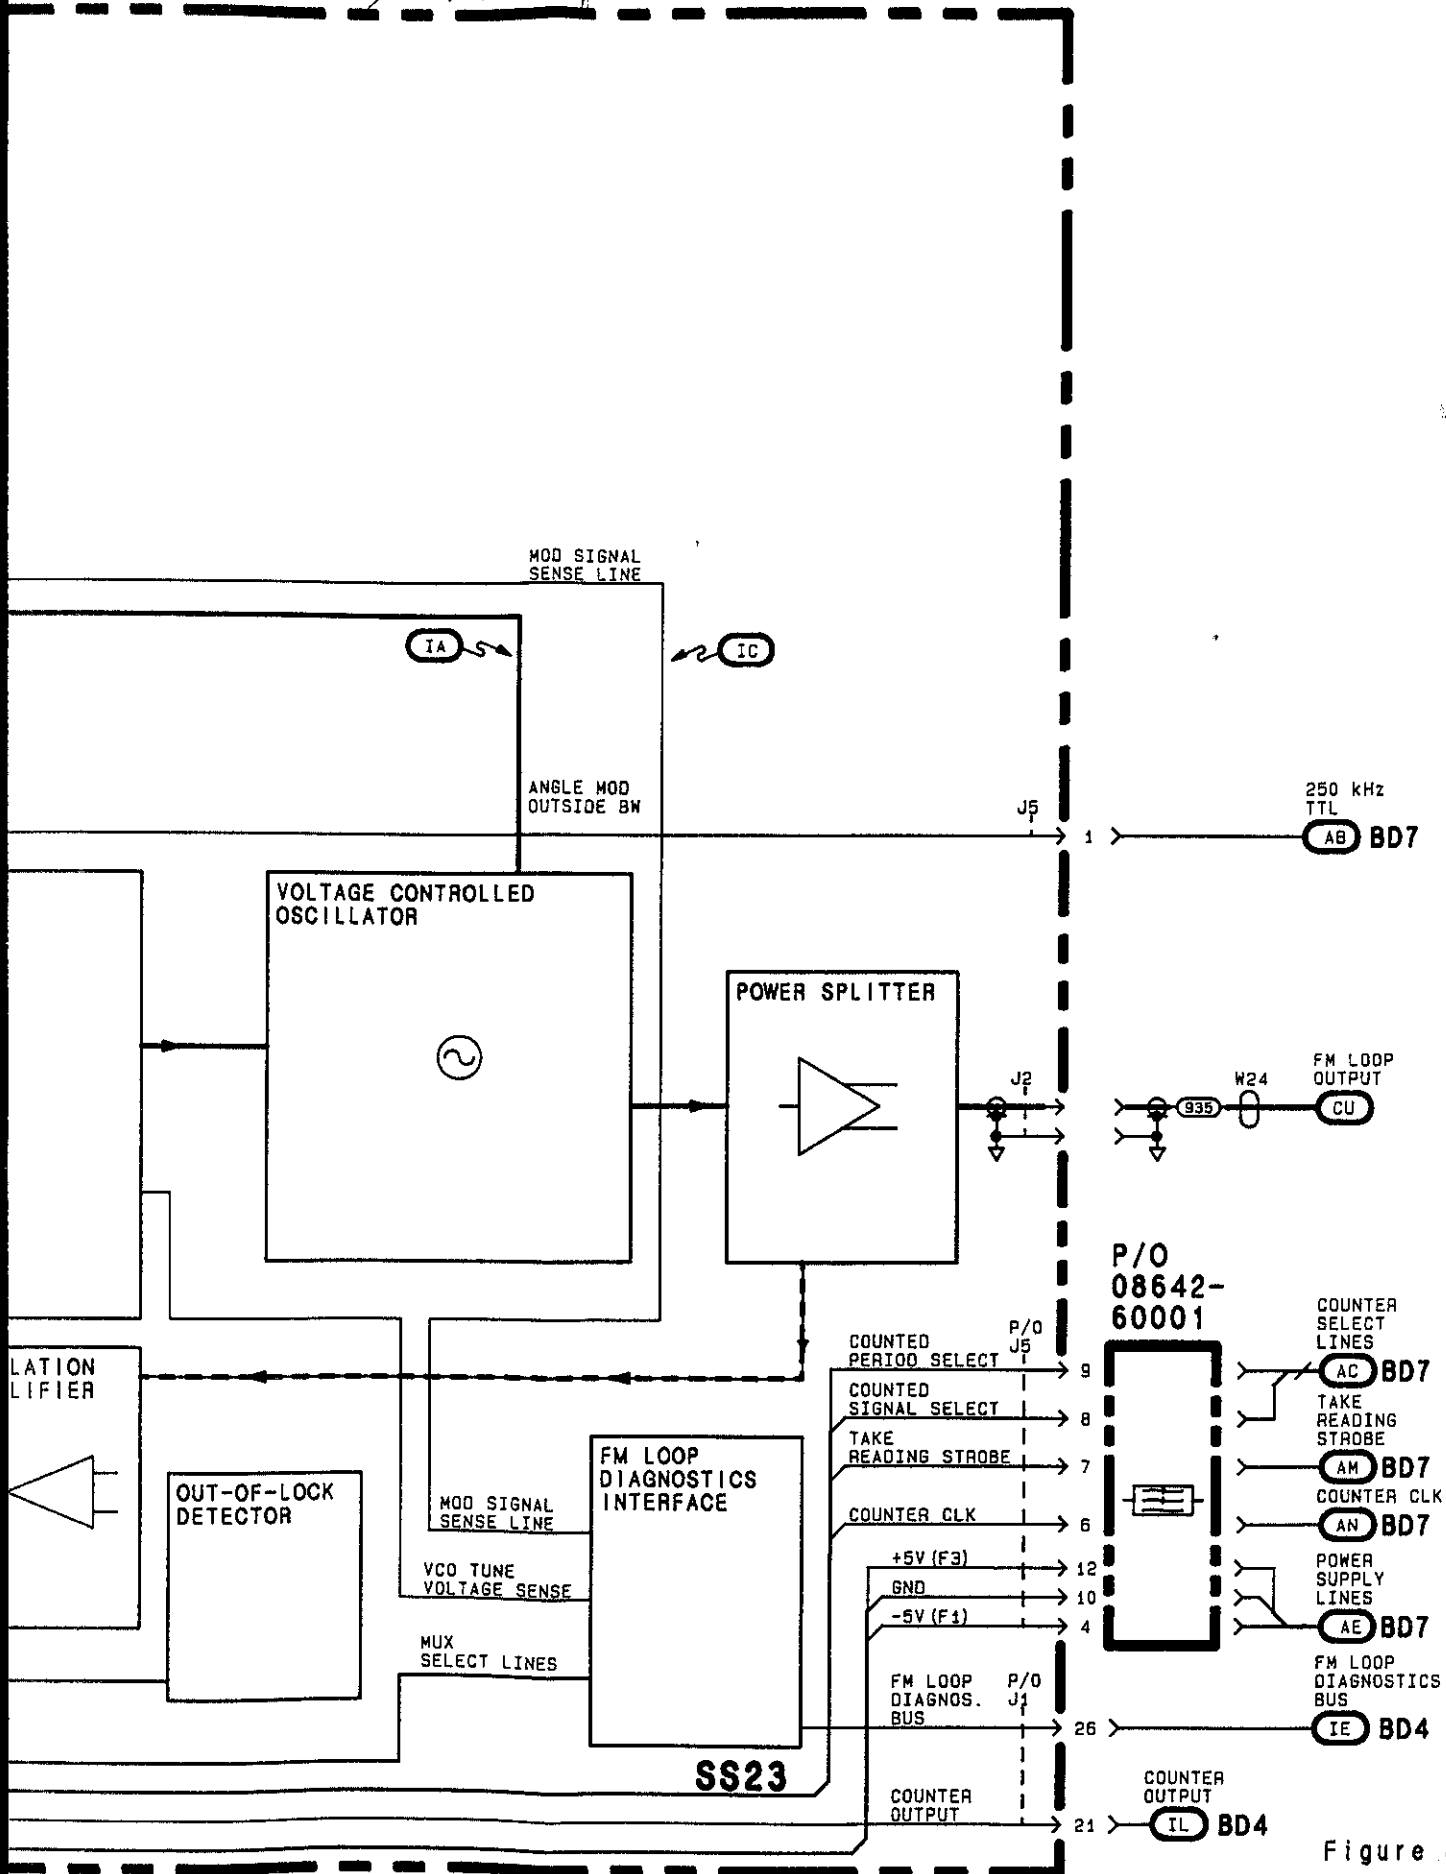 MOD SIGNAL
SENSE LINE
IA
IC
ANGLE MOD
OUTSIDE BW
J5
1
250 kHz
TTL
AB BD7
VOLTAGE CONTROLLED
OSCILLATOR
POWER SPLITTER
J2
935
W24
FM LOOP
OUTPUT
CU
P/O
08642-
60001
LATION
LIFIER
OUT-OF-LOCK
DETECTOR
FM LOOP
DIAGNOSTICS
INTERFACE
MOD SIGNAL
SENSE LINE
VCO TUNE
VOLTAGE SENSE
MUX
SELECT LINES
SS23
P/O
J5
COUNTED
PERIOD SELECT
9
COUNTED
SIGNAL SELECT
8
TAKE
READING STROBE
7
COUNTER CLK
6
+5V (F3)
12
GND
10
-5V (F1)
4
COUNTER
SELECT
LINES
AC BD7
TAKE
READING
STROBE
AM BD7
COUNTER CLK
AN BD7
POWER
SUPPLY
LINES
AE BD7
FM LOOP
DIAGNOS.
BUS
P/O
J1
26
FM LOOP
DIAGNOSTICS
BUS
IE BD4
COUNTER
OUTPUT
21
COUNTER
OUTPUT
IL BD4
Figure